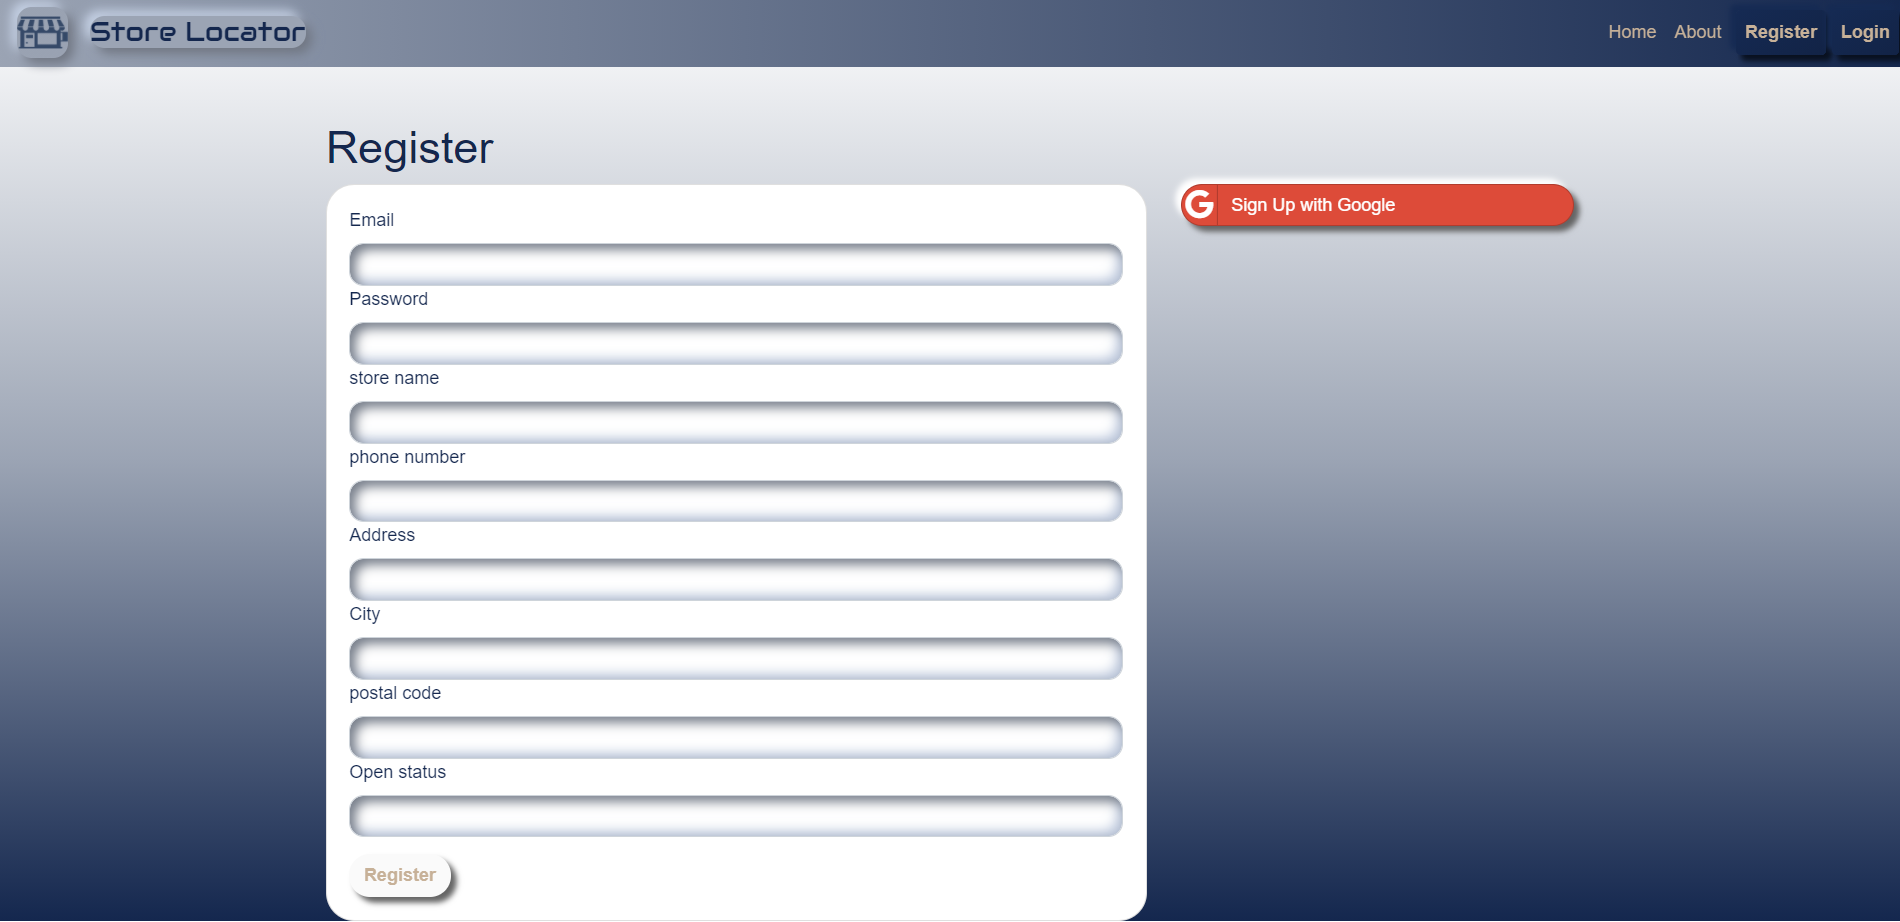 Store Locator
Home About Register Login
Register
Email
Sign Up with Google
Password
store name
phone number
Address
City
postal code
Open status
Register